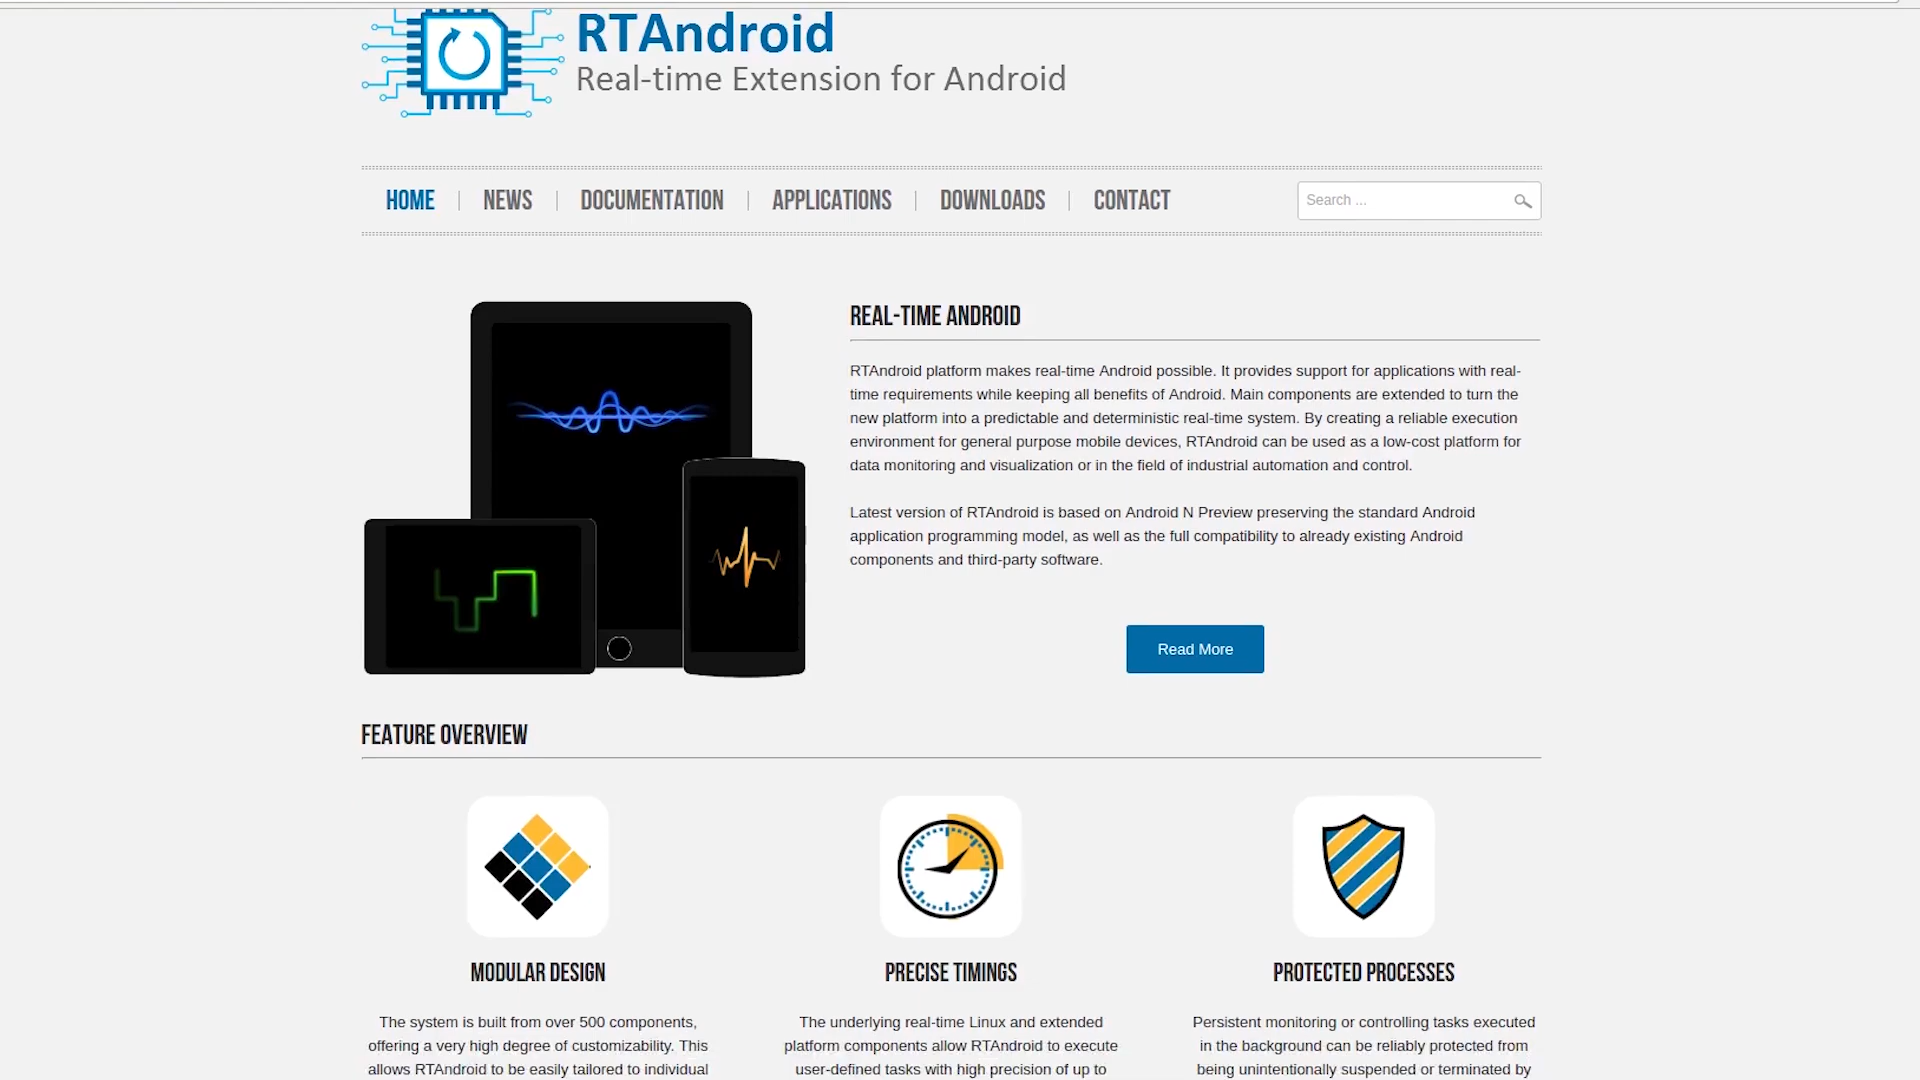 RTAndroid
Real-time Extension for Android
HOME
NEWS
DOCUMENTATION
APPLICATIONS
DOWNLOADS
CONTACT
Search ...
REAL-TIME ANDROID
RTAndroid platform makes real-time Android possible. It provides support for applications with real-
time requirements while keeping all benefits of Android. Main components are extended to turn the
new platform into a predictable and deterministic real-time system. By creating a reliable execution
environment for general purpose mobile devices, RTAndroid can be used as a low-cost platform for
data monitoring and visualization or in the field of industrial automation and control.
Latest version of RTAndroid is based on Android N Preview preserving the standard Android
application programming model, as well as the full compatibility to already existing Android
components and third-party software.
Read More
FEATURE OVERVIEW
MODULAR DESIGN
The system is built from over 500 components,
offering a very high degree of customizability. This
allows RTAndroid to be easily tailored to individual
PRECISE TIMINGS
The underlying real-time Linux and extended
platform components allow RTAndroid to execute
user-defined tasks with high precision of up to
PROTECTED PROCESSES
Persistent monitoring or controlling tasks executed
in the background can be reliably protected from
being unintentionally suspended or terminated by